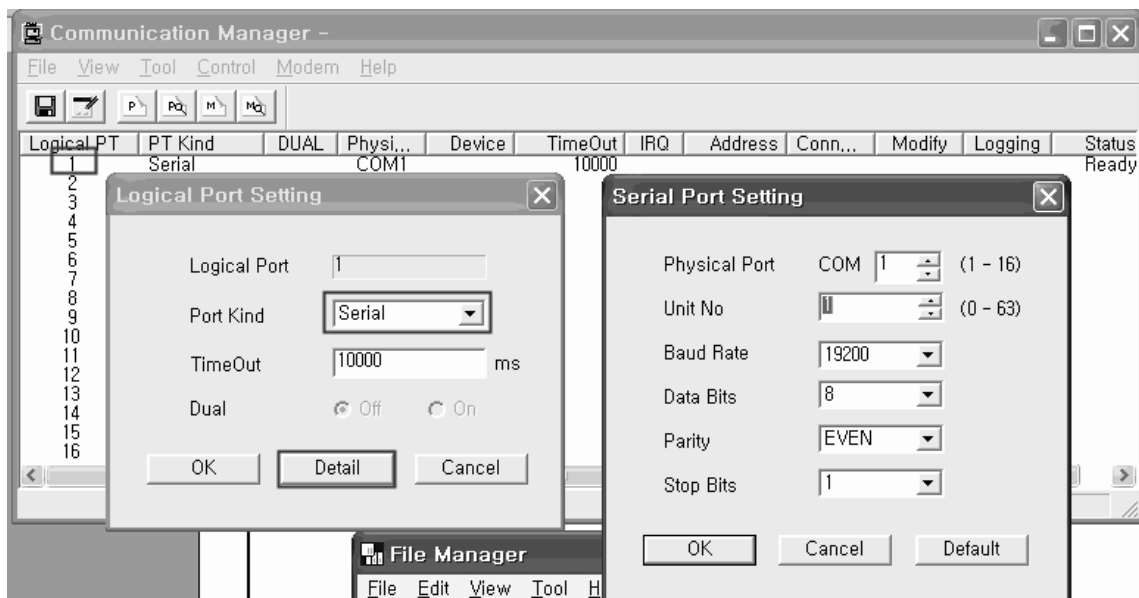 Communication Manager -
File View Tool Control Modem Help
P PQ M MQ
Logical PT PT Kind DUAL Physi... Device TimeOut IRQ Address Conn... Modify Logging Status
1 Serial COM1 10000 Ready
2
3
4
5
6
7
8
9
10
11
12
13
14
15
16
Logical Port Setting
Logical Port 1
Port Kind Serial
TimeOut 10000 ms
Dual Off On
OK Detail Cancel
Serial Port Setting
Physical Port COM 1 (1 - 16)
Unit No 1 (0 - 63)
Baud Rate 19200
Data Bits 8
Parity EVEN
Stop Bits 1
OK Cancel Default
File Manager
File Edit View Tool H